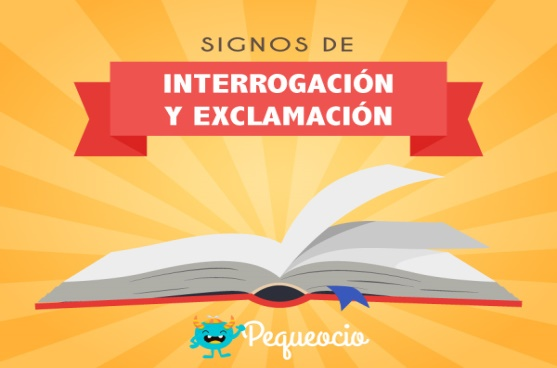 SIGNOS DE
INTERROGACIÓN
Y EXCLAMACIÓN
Pequeocio